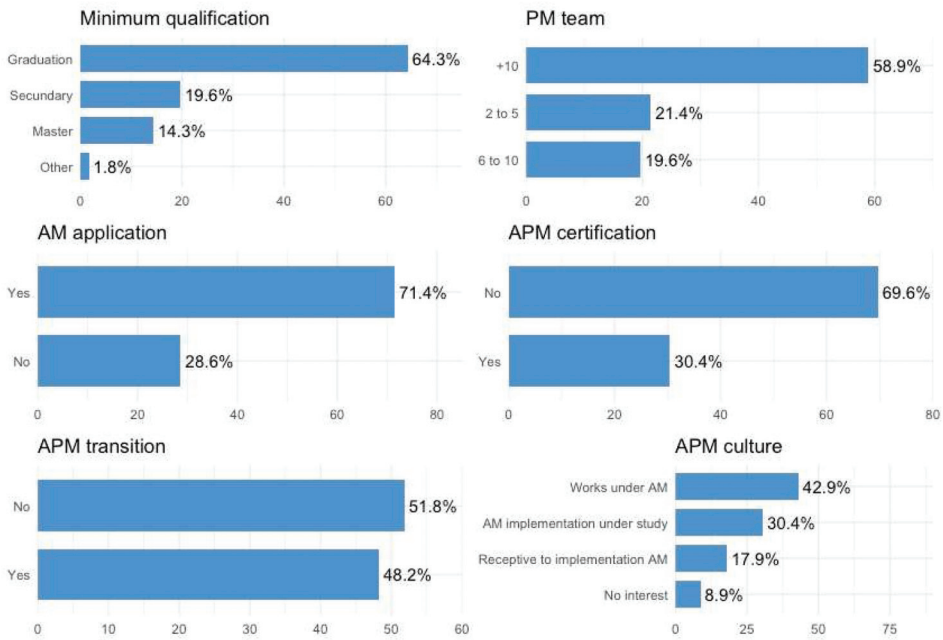 Minimum qualification
Graduation 64.3%
Secundary 19.6%
Master 14.3%
Other 1.8%
0 20 40 60
PM team
+10 58.9%
2 to 5 21.4%
6 to 10 19.6%
0 20 40 60
AM application
Yes 71.4%
No 28.6%
0 20 40 60 80
APM certification
No 69.6%
Yes 30.4%
0 20 40 60 80
APM transition
No 51.8%
Yes 48.2%
0 10 20 30 40 50 60
APM culture
Works under AM 42.9%
AM implementation under study 30.4%
Receptive to implementation AM 17.9%
No interest 8.9%
0 25 50 75